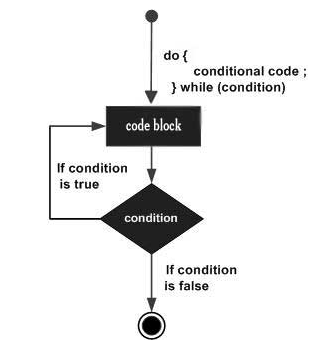 do {
conditional code ;
} while (condition)
code block
If condition
is true
condition
If condition
is false